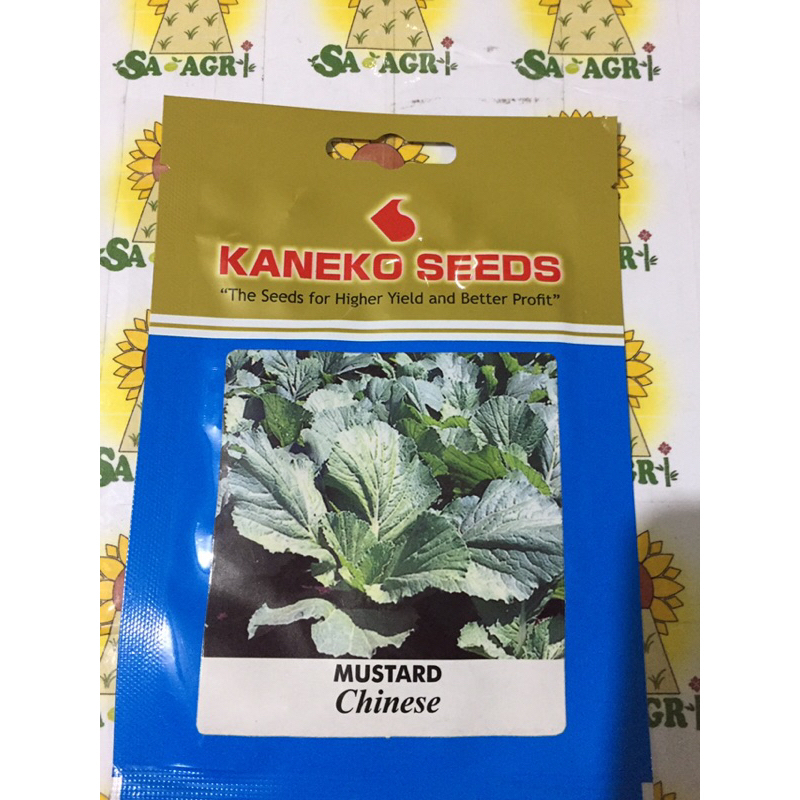 SA AGRI
SA AGRI
SA AGRI
KANEKO SEEDS
“The Seeds for Higher Yield and Better Profit”
MUSTARD
Chinese